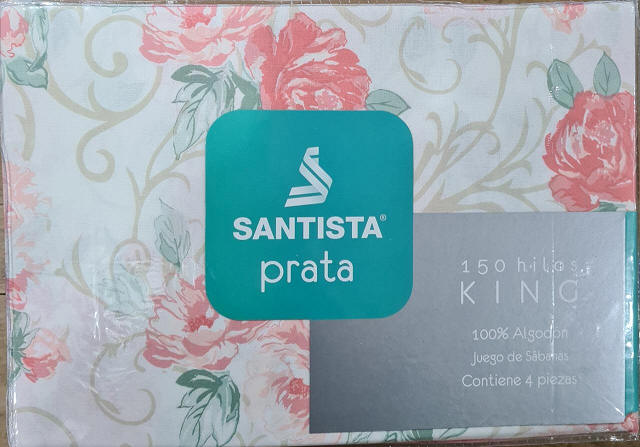 SANTISTA®
prata
150 hilos
KING
100% Algodón
Juego de Sábanas
Contiene 4 piezas